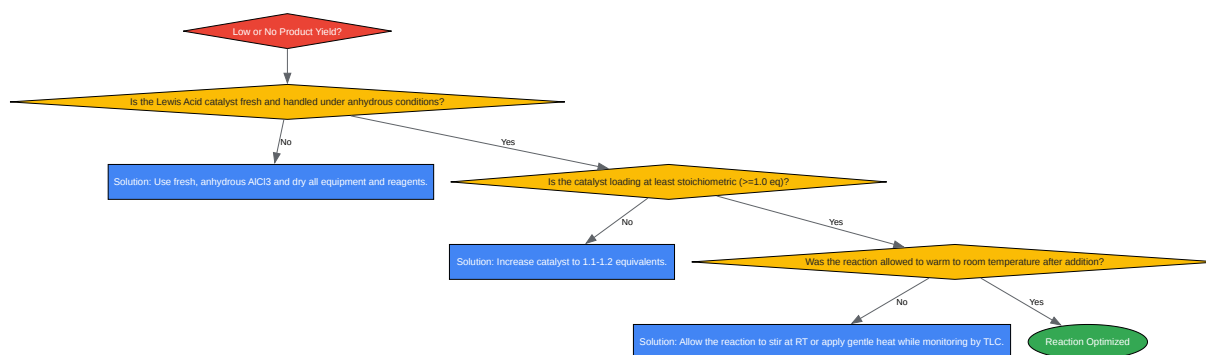 Low or No Product Yield?
Is the Lewis Acid catalyst fresh and handled under anhydrous conditions?
No
Yes
Solution: Use fresh, anhydrous AlCl3 and dry all equipment and reagents.
Is the catalyst loading at least stoichiometric (>=1.0 eq)?
No
Yes
Solution: Increase catalyst to 1.1-1.2 equivalents.
Was the reaction allowed to warm to room temperature after addition?
No
Yes
Solution: Allow the reaction to stir at RT or apply gentle heat while monitoring by TLC.
Reaction Optimized